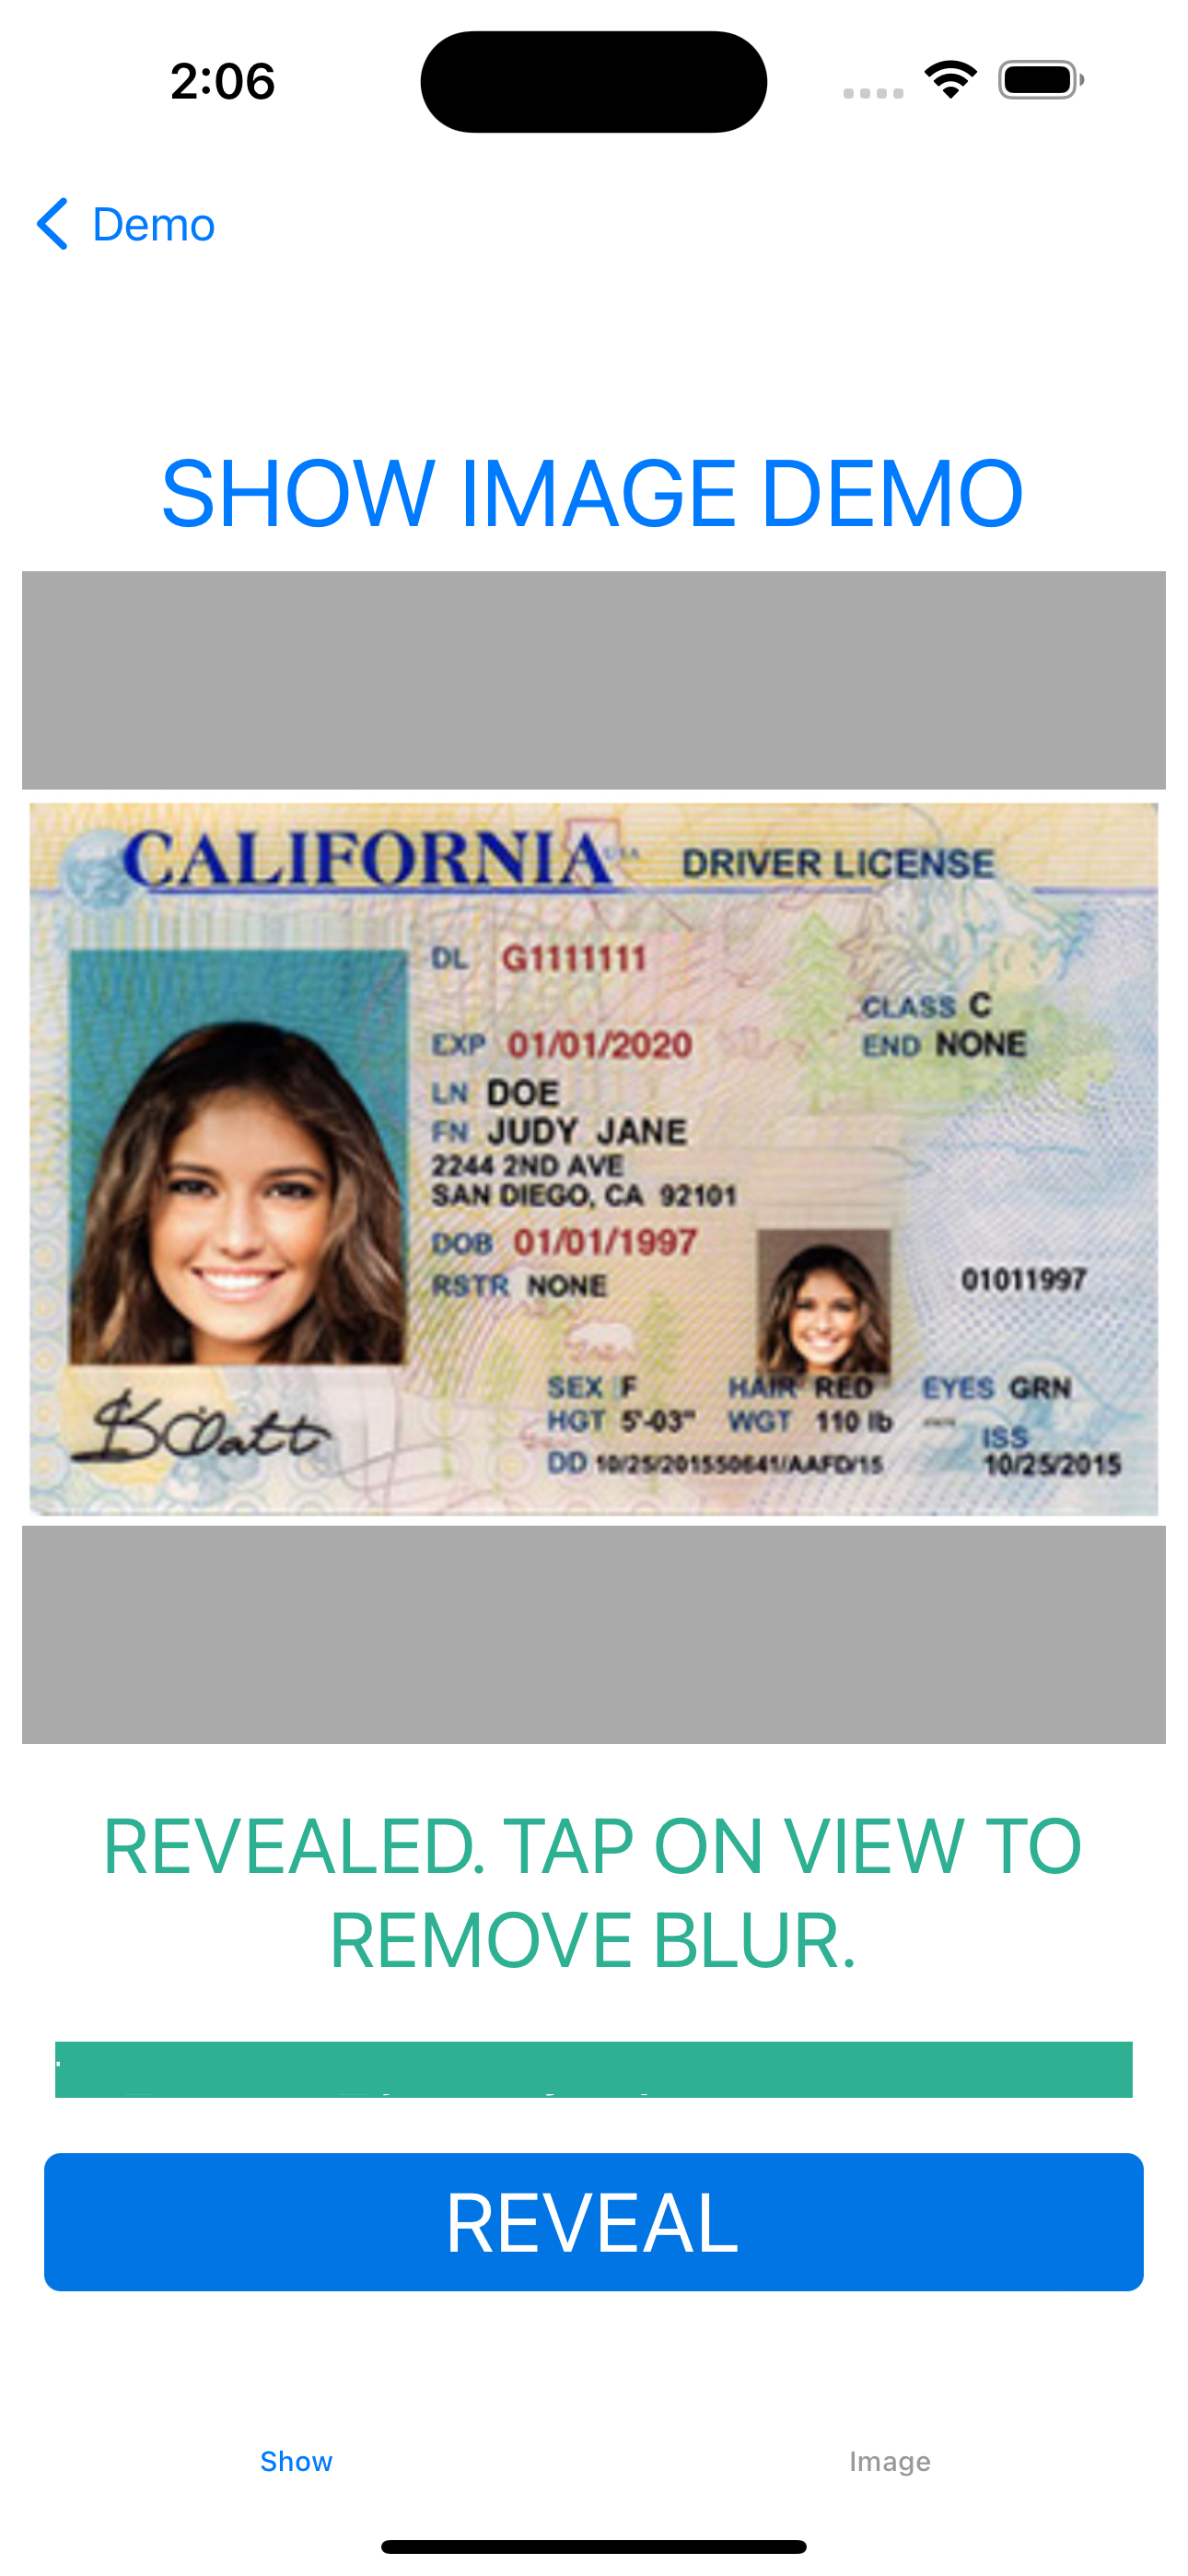 2:06
Demo
SHOW IMAGE DEMO
CALIFORNIA USA DRIVER LICENSE
DL G1111111
CLASS C
EXP 01/01/2020
END NONE
LN DOE
FN JUDY JANE
2244 2ND AVE
SAN DIEGO, CA 92101
DOB 01/01/1997
RSTR NONE
01011997
SEX F HAIR RED EYES GRN
HGT 5'-03" WGT 110 lb
ISS
DD 10/25/201550641/AAFD/15 10/25/2015
REVEALED. TAP ON VIEW TO
REMOVE BLUR.
REVEAL
Show Image